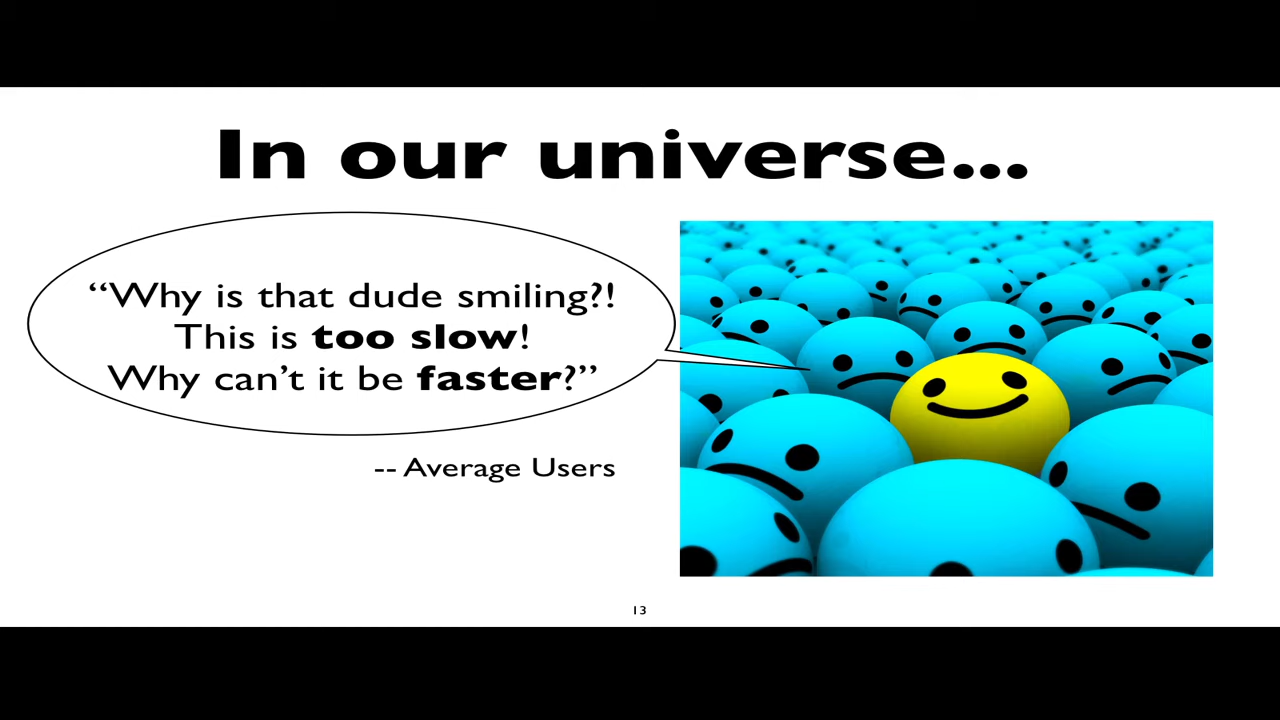 In our universe...
“Why is that dude smiling?!
This is too slow!
Why can’t it be faster?”
-- Average Users
13